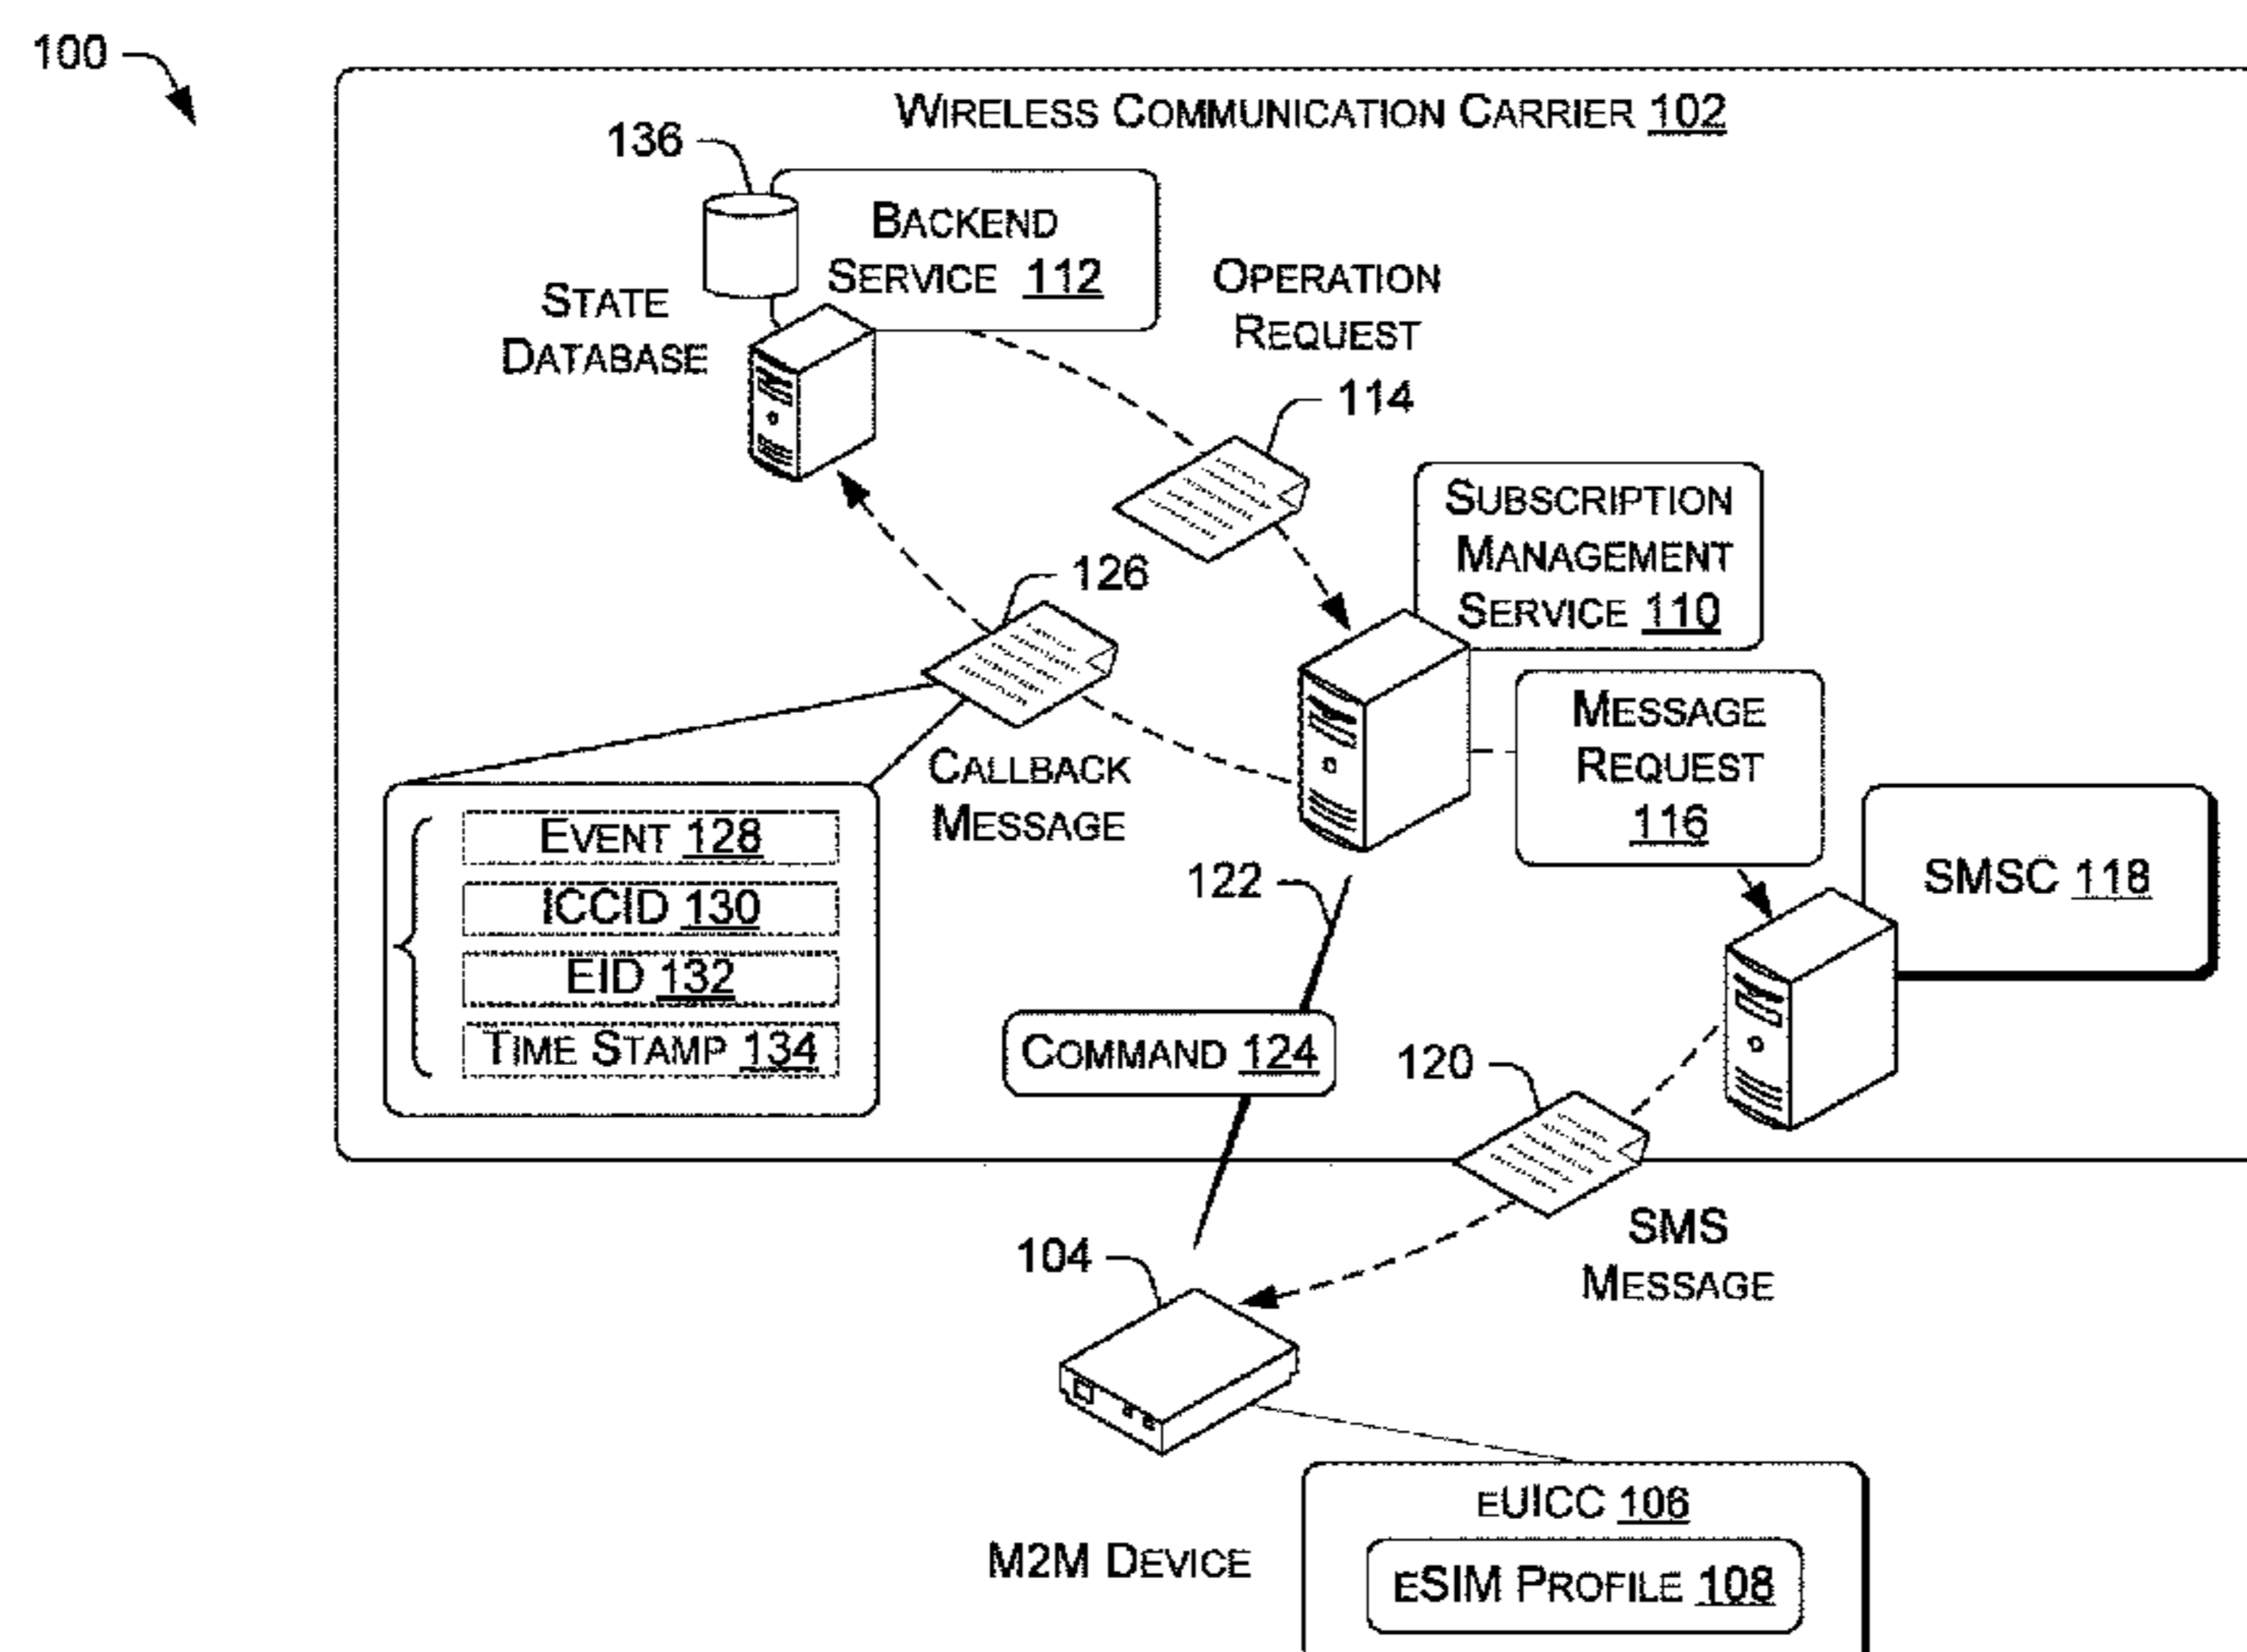 100
WIRELESS COMMUNICATION CARRIER 102
136
BACKEND
SERVICE 112
STATE
DATABASE
OPERATION
REQUEST
114
SUBSCRIPTION
MANAGEMENT
SERVICE 110
126
CALLBACK
MESSAGE
MESSAGE
REQUEST
116
EVENT 128
ICCID 130
EID 132
TIME STAMP 134
122
SMSC 118
COMMAND 124
120
SMS
MESSAGE
104
M2M DEVICE
EUICC 106
ESIM PROFILE 108